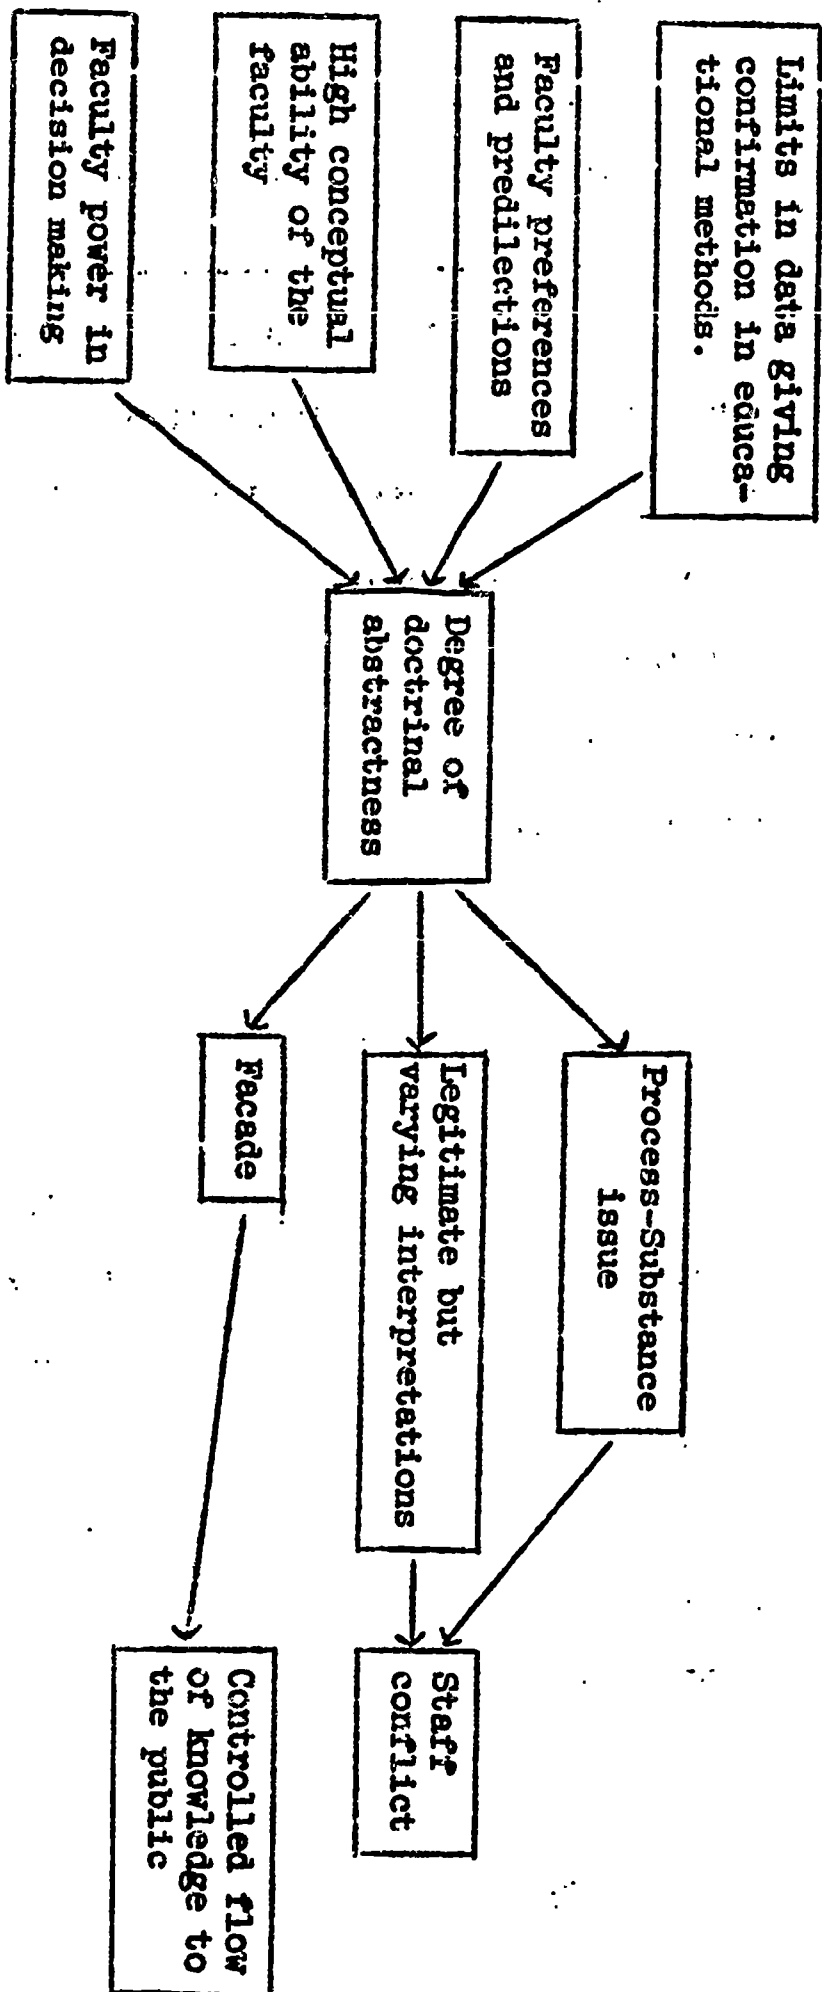 Limits in data giving
confirmation in educa-
tional methods.
Faculty preferences
and predilections
High conceptual
ability of the
faculty
Faculty power in
decision making
Degree of
doctrinal
abstractness
Process-Substance
issue
Legitimate but
varying interpretations
Facade
Staff
conflict
Controlled flow
of knowledge to
the public